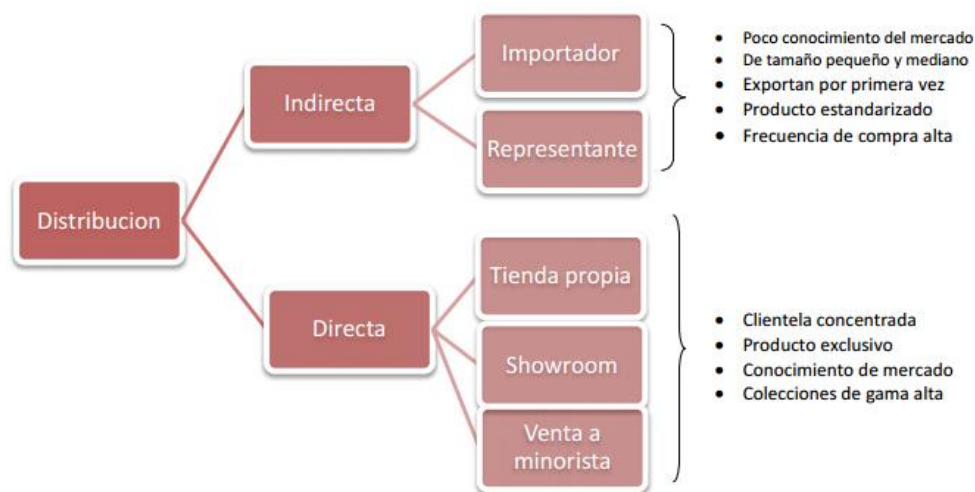 Distribucion
Indirecta
Importador
Representante
• Poco conocimiento del mercado
• De tamaño pequeño y mediano
• Exportan por primera vez
• Producto estandarizado
• Frecuencia de compra alta
Directa
Tienda propia
Showroom
Venta a
minorista
• Clientela concentrada
• Producto exclusivo
• Conocimiento de mercado
• Colecciones de gama alta